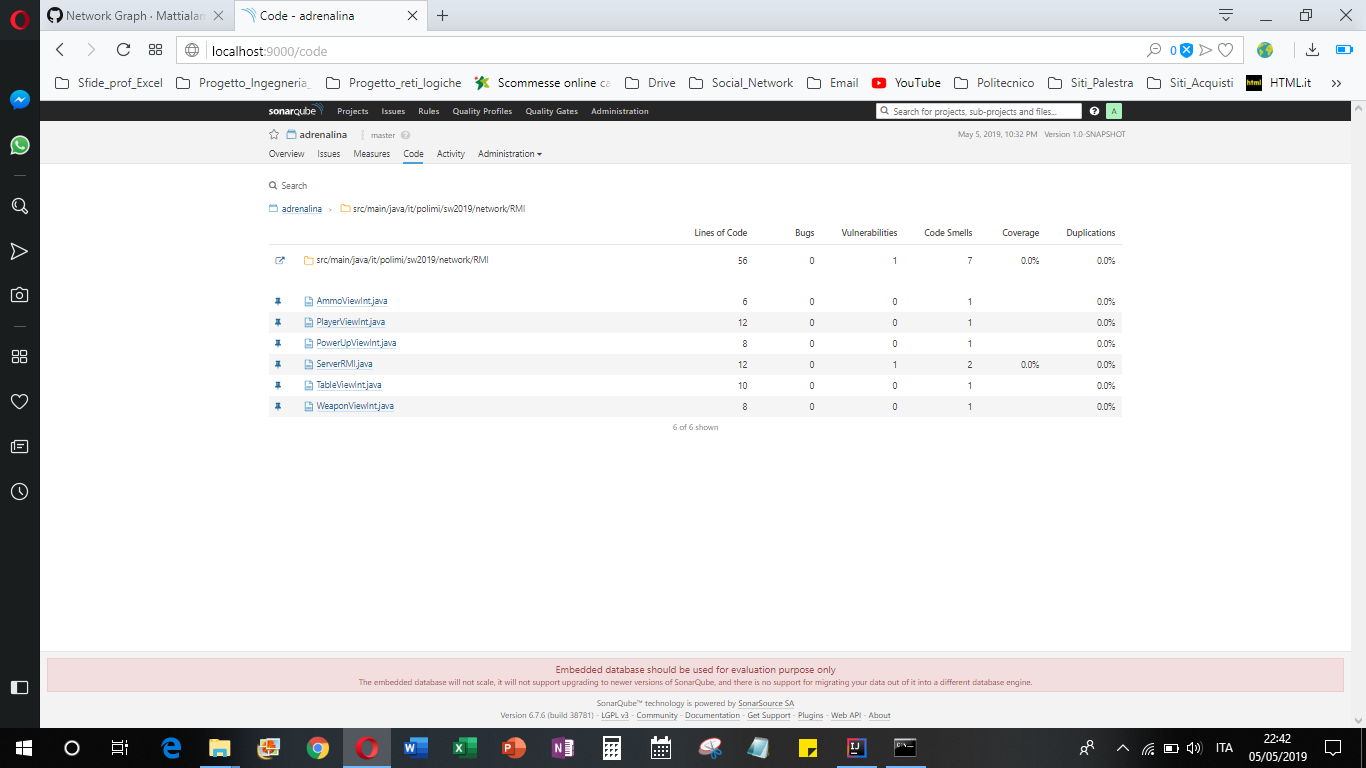 Network Graph · Mattialan
Code - adrenalina
localhost:9000/code
0
Sfide_prof_Excel
Progetto_Ingegneria_
Progetto_reti_logiche
Scommesse online ca
Drive
Social_Network
Email
YouTube
Politecnico
Siti_Palestra
Siti_Acquisti
html
HTML.it
sonarqube
Projects
Issues
Rules
Quality Profiles
Quality Gates
Administration
Search for projects, sub-projects and files...
A
adrenalina
master
May 5, 2019, 10:32 PM Version 1.0-SNAPSHOT
Overview Issues Measures Code Activity Administration
Search
adrenalina
src/main/java/it/polimi/sw2019/network/RMI
Lines of Code Bugs Vulnerabilities Code Smells Coverage Duplications
src/main/java/it/polimi/sw2019/network/RMI 56 0 1 7 0.0% 0.0%
AmmoViewInt.java 6 0 0 1 0.0%
PlayerViewInt.java 12 0 0 1 0.0%
PowerUpViewInt.java 8 0 0 1 0.0%
ServerRMI.java 12 0 1 2 0.0% 0.0%
TableViewInt.java 10 0 0 1 0.0%
WeaponViewInt.java 8 0 0 1 0.0%
6 of 6 shown
Embedded database should be used for evaluation purpose only
The embedded database will not scale, it will not support upgrading to newer versions of SonarQube, and there is no support for migrating your data out of it into a different database engine.
SonarQube™ technology is powered by SonarSource SA
Version 6.7.6 (build 38781) - LGPL v3 - Community - Documentation - Get Support - Plugins - Web API - About
ITA
22:42
05/05/2019